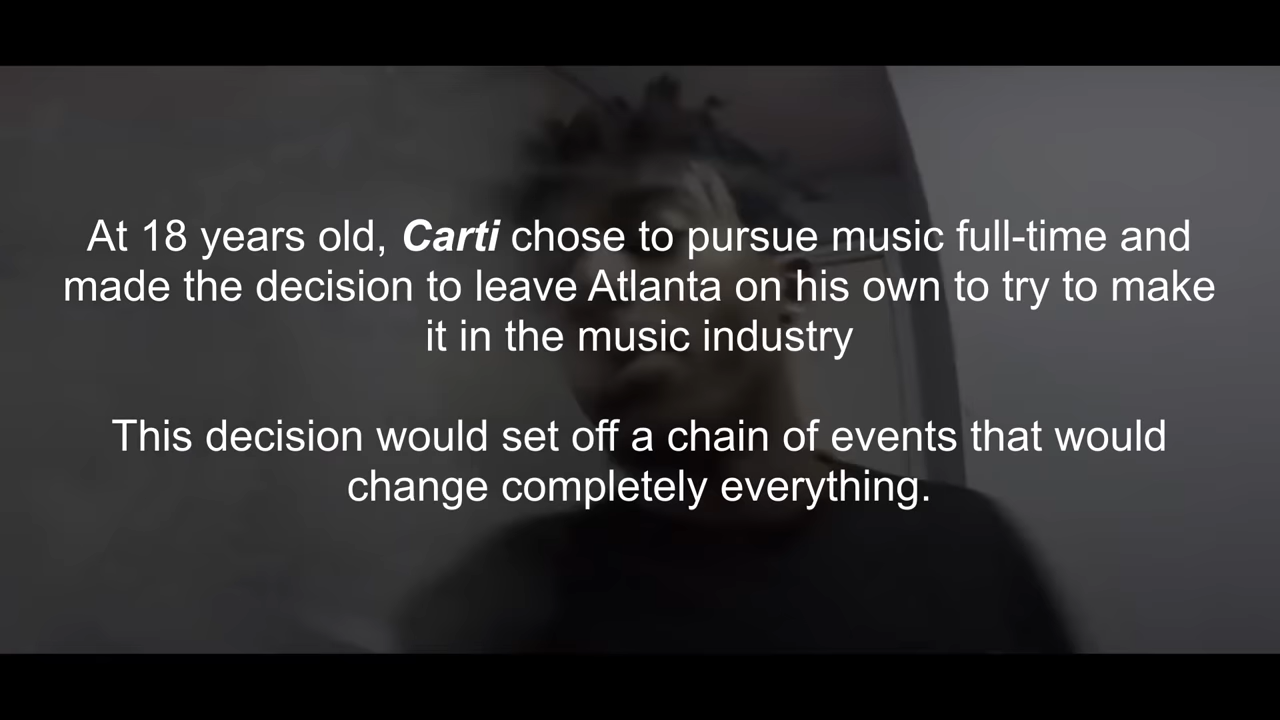 At 18 years old, Carti chose to pursue music full-time and
made the decision to leave Atlanta on his own to try to make
it in the music industry
This decision would set off a chain of events that would
change completely everything.